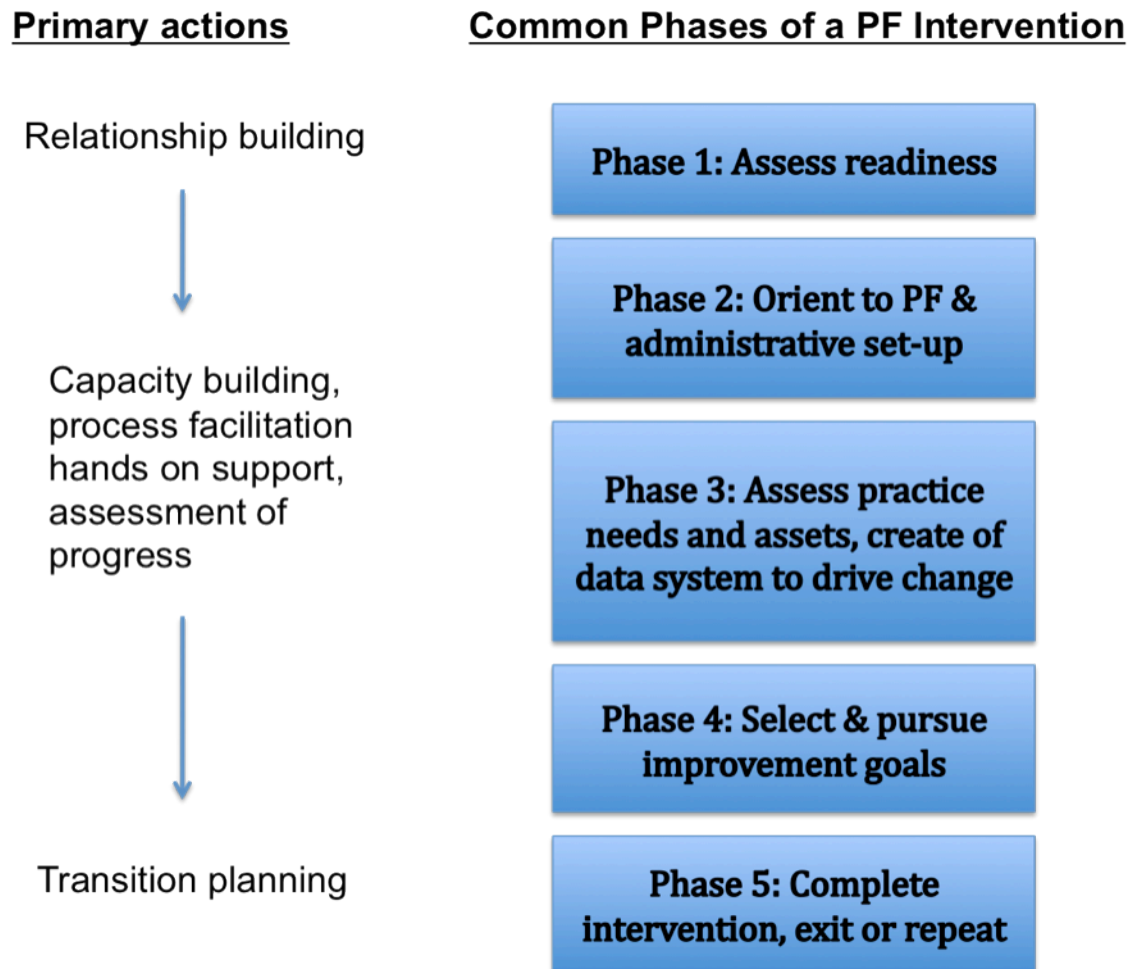 Primary actions
Common Phases of a PF Intervention
Relationship building
Capacity building,
process facilitation
hands on support,
assessment of
progress
Transition planning
Phase 1: Assess readiness
Phase 2: Orient to PF &
administrative set-up
Phase 3: Assess practice
needs and assets, create of
data system to drive change
Phase 4: Select & pursue
improvement goals
Phase 5: Complete
intervention, exit or repeat